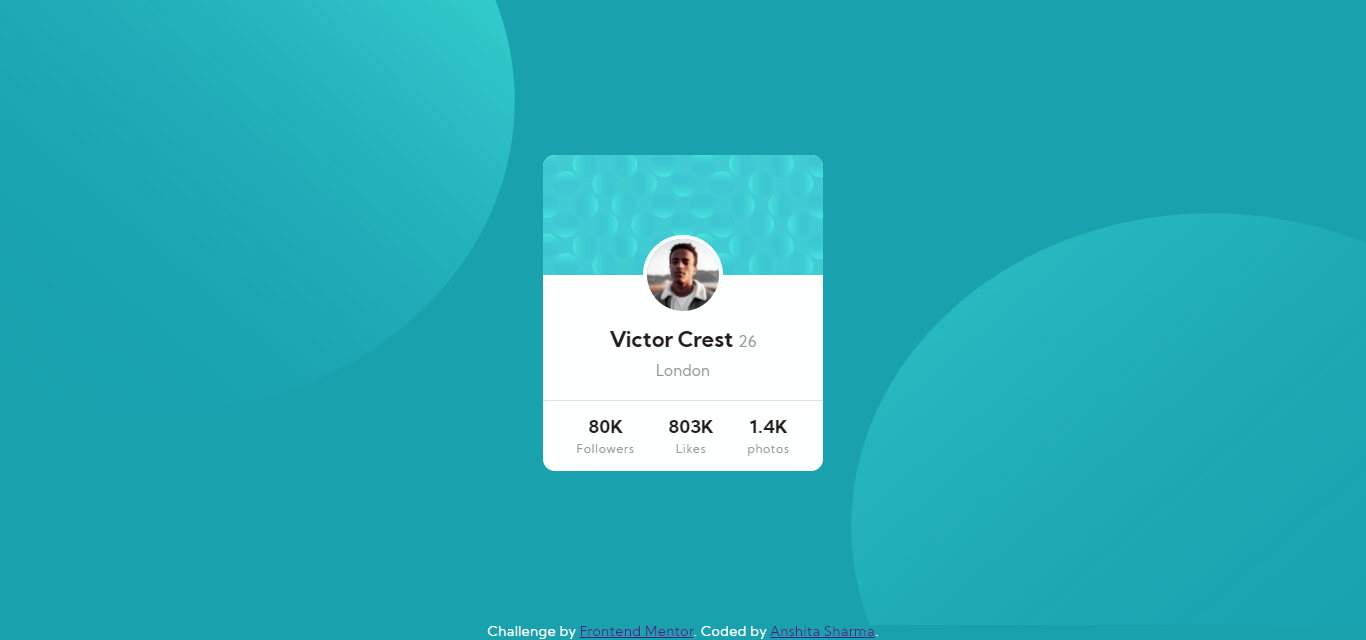 Victor Crest 26
London
80K 803K 1.4K
Followers Likes photos
Challenge by Frontend Mentor. Coded by Anshita Sharma.